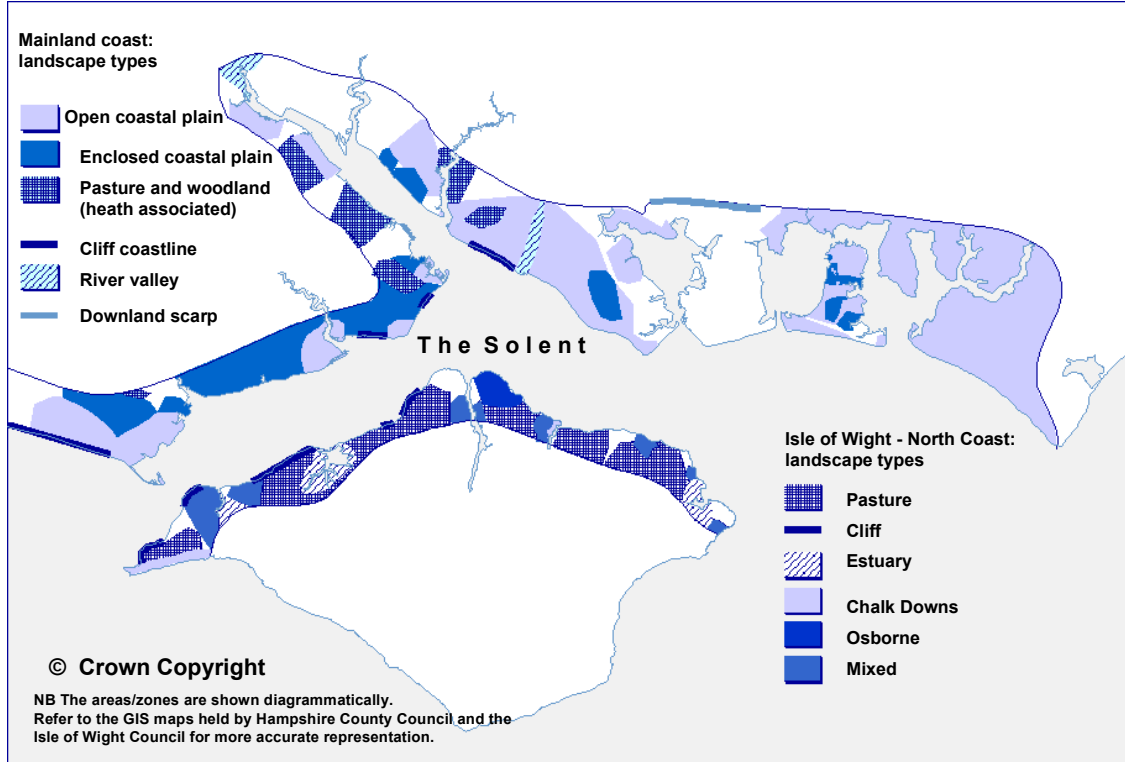 Mainland coast:
landscape types
Open coastal plain
Enclosed coastal plain
Pasture and woodland
(heath associated)
Cliff coastline
River valley
Downland scarp
The Solent
Isle of Wight - North Coast:
landscape types
Pasture
Cliff
Estuary
Chalk Downs
Osborne
Mixed
© Crown Copyright
NB The areas/zones are shown diagrammatically.
Refer to the GIS maps held by Hampshire County Council and the
Isle of Wight Council for more accurate representation.